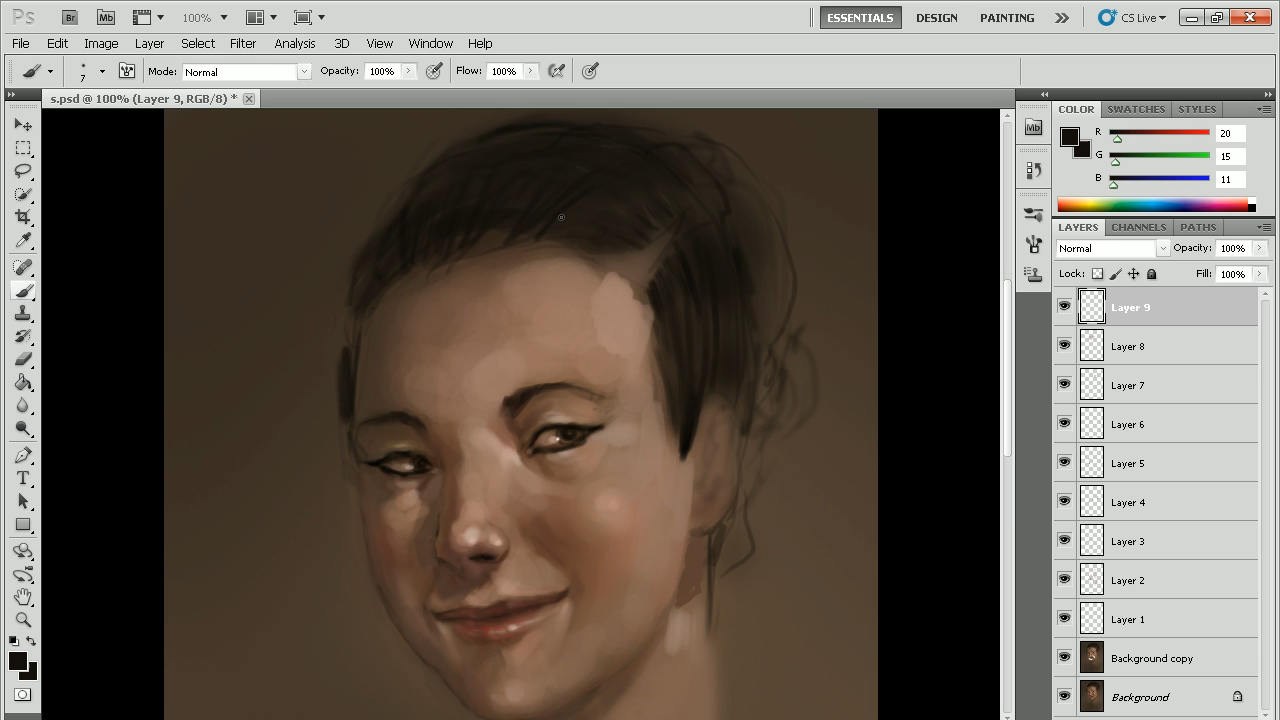 Ps Br Mb 100% ESSENTIALS DESIGN PAINTING CS Live
File Edit Image Layer Select Filter Analysis 3D View Window Help
7 Mode: Normal Opacity: 100% Flow: 100%
s.psd @ 100% (Layer 9, RGB/8) *
Mb
COLOR SWATCHES STYLES
R 20
G 15
B 11
LAYERS CHANNELS PATHS
Normal Opacity: 100%
Lock: Fill: 100%
Layer 9
Layer 8
Layer 7
Layer 6
Layer 5
Layer 4
Layer 3
Layer 2
Layer 1
Background copy
Background